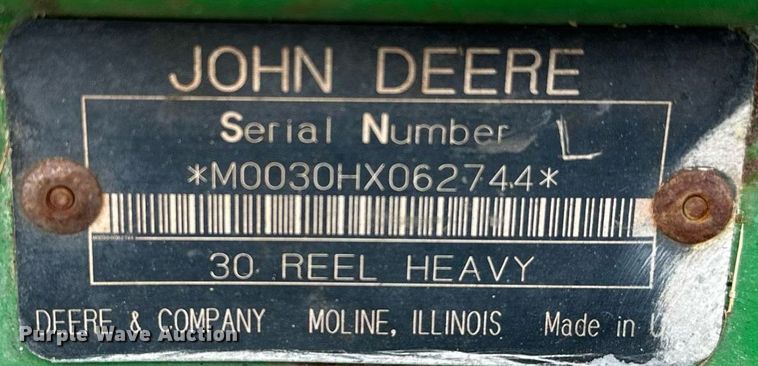 JOHN DEERE
Serial Number L
*M0030HX062744*
30 REEL HEAVY
DEERE & COMPANY MOLINE, ILLINOIS Made in
Purple Wave Auction